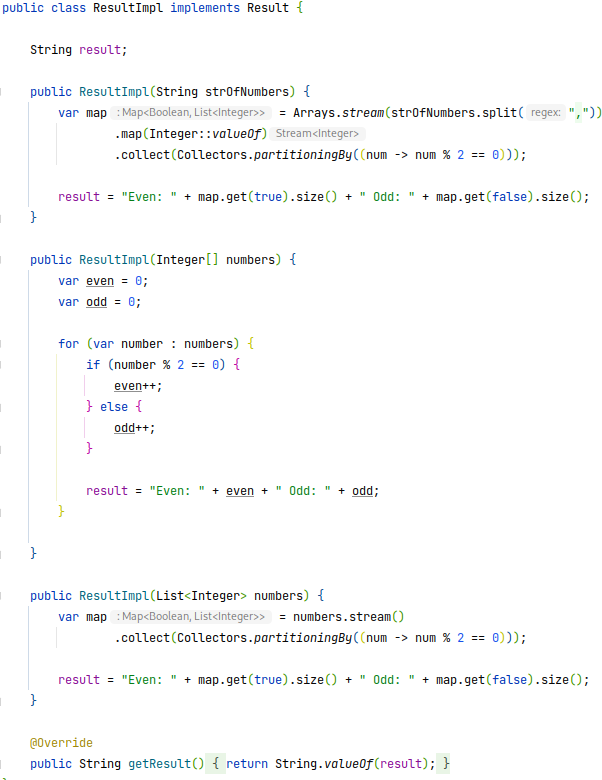 public class ResultImpl implements Result {
String result;
public ResultImpl(String strOfNumbers) {
var map : Map<Boolean, List<Integer>> = Arrays.stream(strOfNumbers.split( regex: ","))
.map(Integer::valueOf) Stream<Integer>
.collect(Collectors.partitioningBy((num -> num % 2 == 0)));
result = "Even: " + map.get(true).size() + " Odd: " + map.get(false).size();
}
public ResultImpl(Integer[] numbers) {
var even = 0;
var odd = 0;
for (var number : numbers) {
if (number % 2 == 0) {
even++;
} else {
odd++;
}
result = "Even: " + even + " Odd: " + odd;
}
}
public ResultImpl(List<Integer> numbers) {
var map : Map<Boolean, List<Integer>> = numbers.stream()
.collect(Collectors.partitioningBy((num -> num % 2 == 0)));
result = "Even: " + map.get(true).size() + " Odd: " + map.get(false).size();
}
@Override
public String getResult() { return String.valueOf(result); }